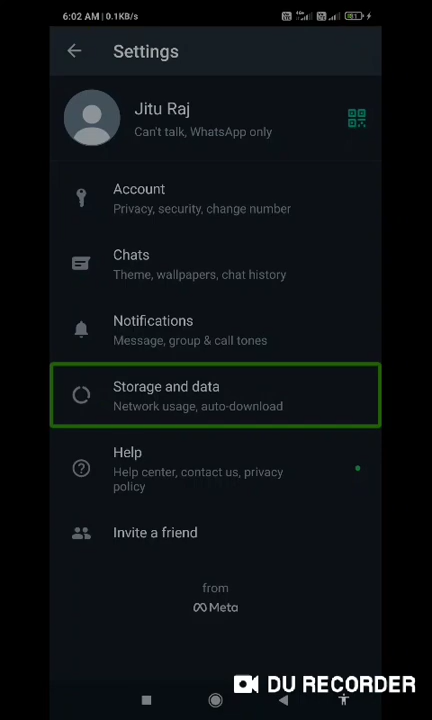 6:02 AM | 0.1KB/s
Settings
Jitu Raj
Can't talk, WhatsApp only
Account
Privacy, security, change number
Chats
Theme, wallpapers, chat history
Notifications
Message, group & call tones
Storage and data
Network usage, auto-download
Help
Help center, contact us, privacy
policy
Invite a friend
from
Meta
DU RECORDER